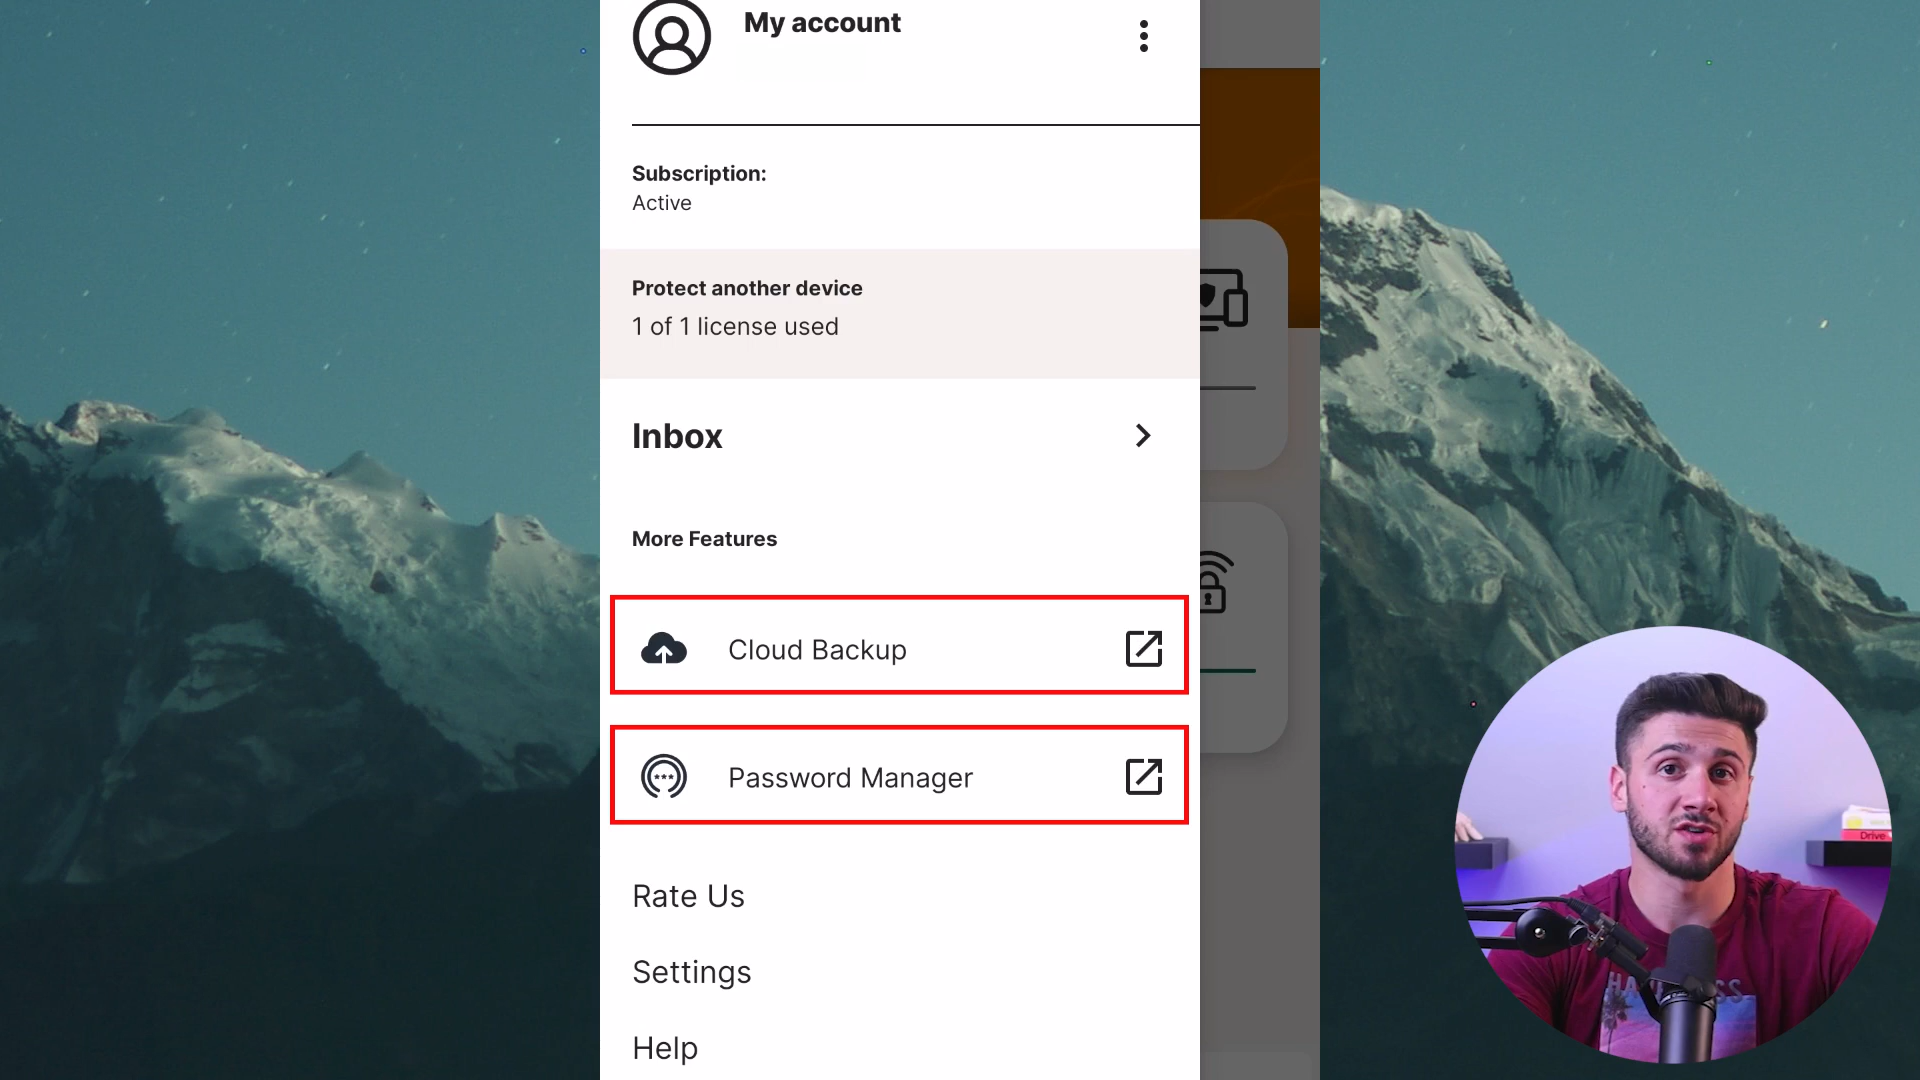 My account
Subscription:
Active
Protect another device
1 of 1 license used
Inbox
More Features
Cloud Backup
Password Manager
Rate Us
Settings
Help
Drive